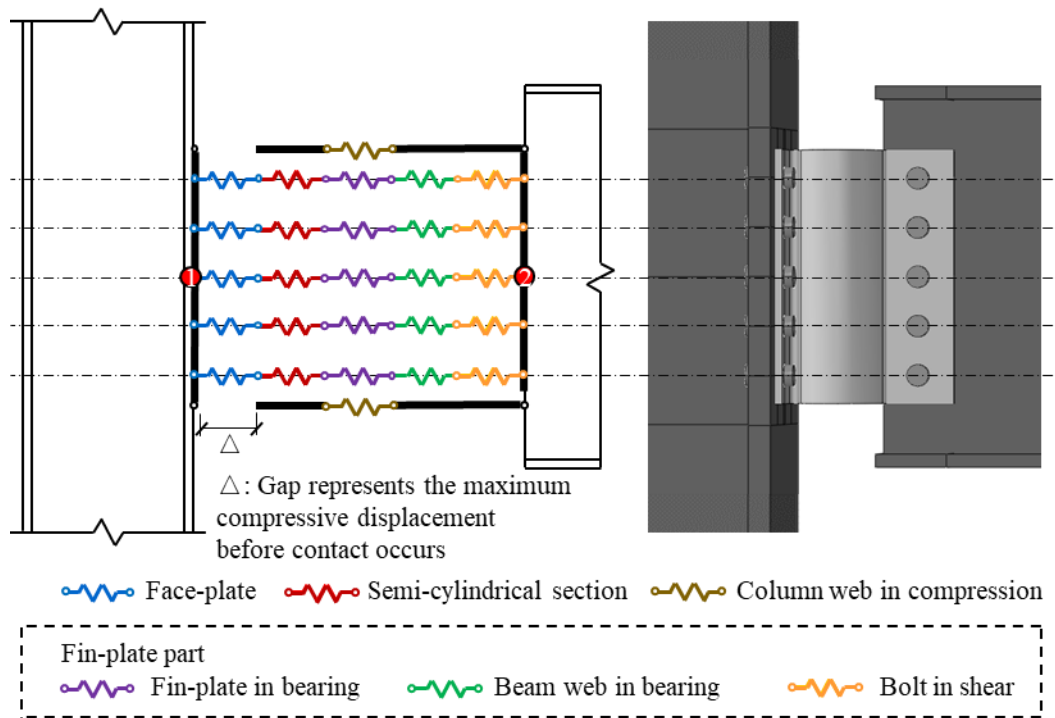 1
2
△
△: Gap represents the maximum
compressive displacement
before contact occurs
Face-plate
Semi-cylindrical section
Column web in compression
Fin-plate part
Fin-plate in bearing
Beam web in bearing
Bolt in shear